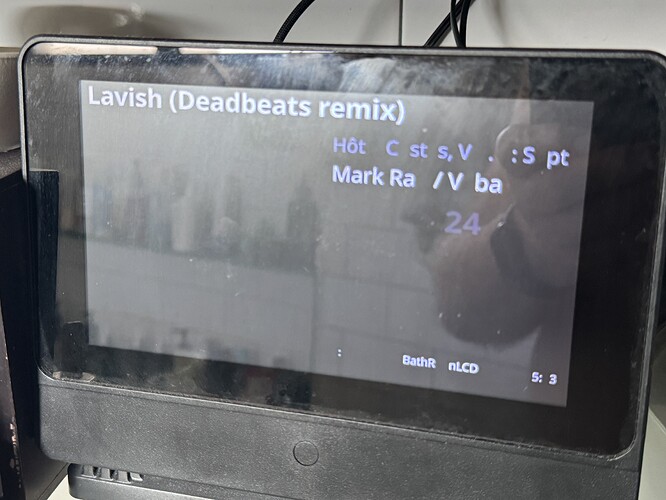 Lavish (Deadbeats remix)
Hôt C st s, V . : S pt
Mark Ra / V ba
24
: BathR nLCD 5: 3